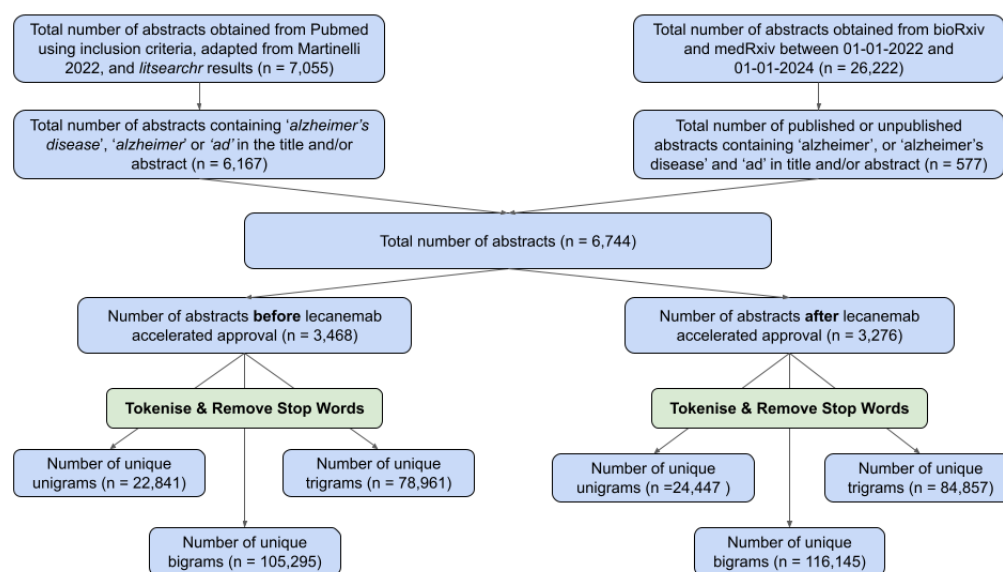 Total number of abstracts obtained from Pubmed
using inclusion criteria, adapted from Martinelli
2022, and litsearchr results (n = 7,055)
Total number of abstracts obtained from bioRxiv
and medRxiv between 01-01-2022 and
01-01-2024 (n = 26,222)
Total number of abstracts containing ‘alzheimer’s
disease’, ‘alzheimer’ or ‘ad’ in the title and/or
abstract (n = 6,167)
Total number of published or unpublished
abstracts containing ‘alzheimer’, or ‘alzheimer’s
disease’ and ‘ad’ in title and/or abstract (n = 577)
Total number of abstracts (n = 6,744)
Number of abstracts before lecanemab
accelerated approval (n = 3,468)
Number of abstracts after lecanemab
accelerated approval (n = 3,276)
Tokenise & Remove Stop Words
Tokenise & Remove Stop Words
Number of unique
unigrams (n = 22,841)
Number of unique
trigrams (n = 78,961)
Number of unique
unigrams (n =24,447 )
Number of unique
trigrams (n = 84,857)
Number of unique
bigrams (n = 105,295)
Number of unique
bigrams (n = 116,145)